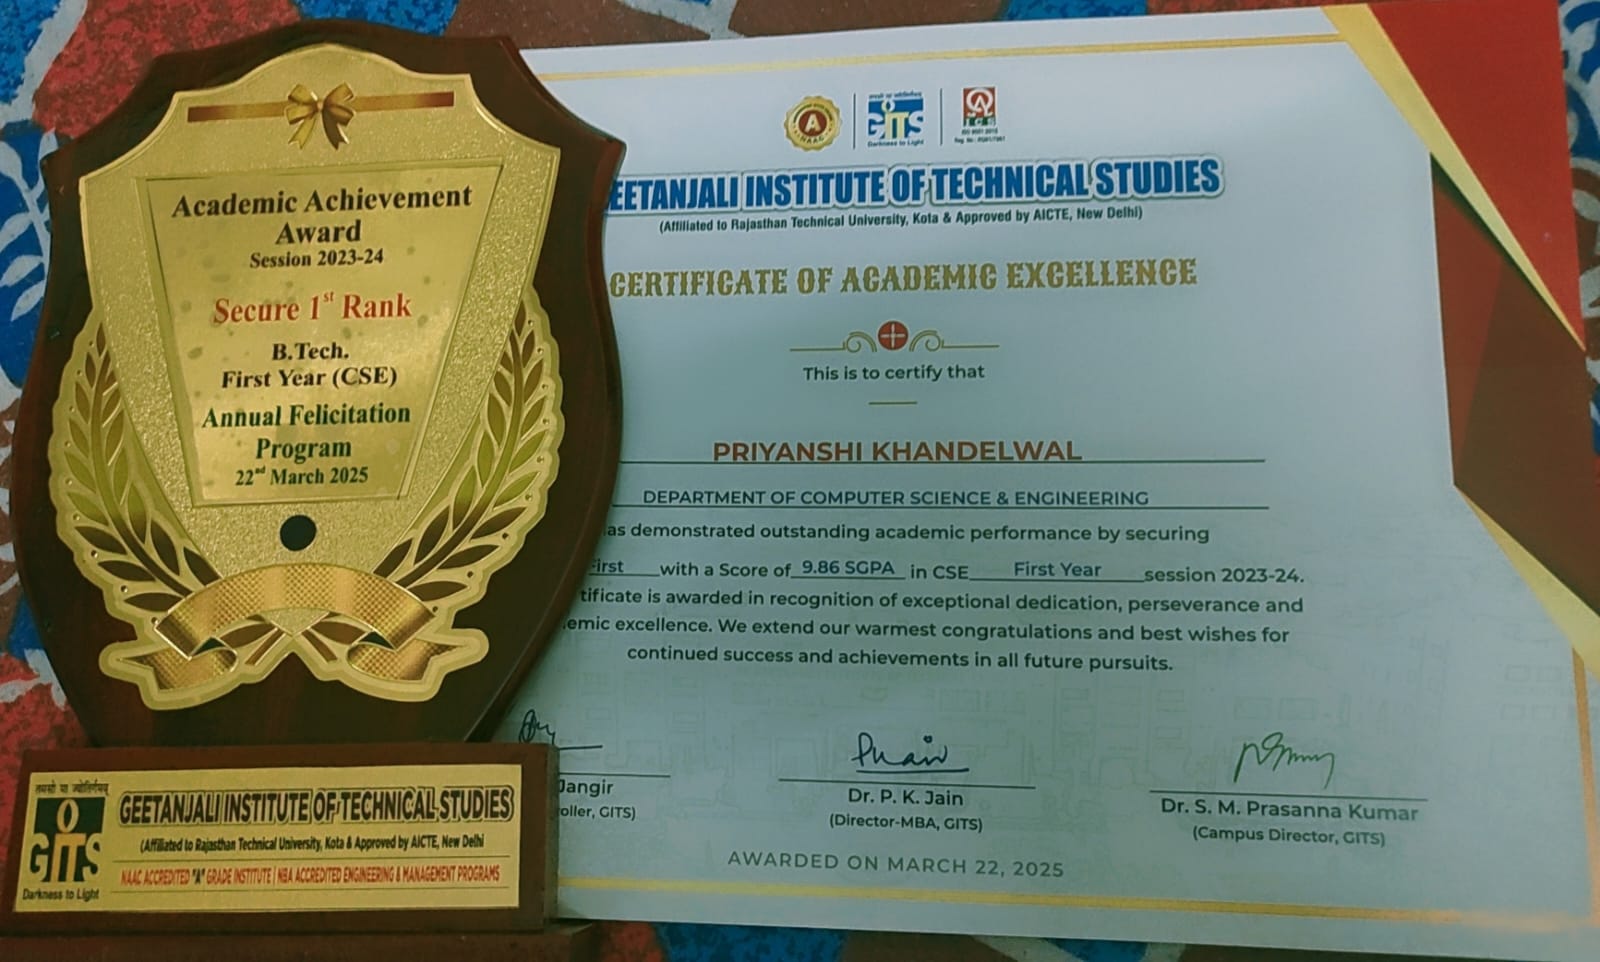 Academic Achievement
Award
Session 2023-24
Secure 1st Rank
B.Tech.
First Year (CSE)
Annual Felicitation
Program
22nd March 2025
तमसो मा ज्योतिर्गमय
GITS
Darkness to Light
GEETANJALI INSTITUTE OF TECHNICAL STUDIES
(Affiliated to Rajasthan Technical University, Kota & Approved by AICTE, New Delhi
NAAC ACCREDITED "A" GRADE INSTITUTE | NBA ACCREDITED ENGINEERING & MANAGEMENT PROGRAMS
A
NAAC
GITS
Darkness to Light
ICS
ISO 9001:2015
EETANJALI INSTITUTE OF TECHNICAL STUDIES
(Affiliated to Rajasthan Technical University, Kota & Approved by AICTE, New Delhi)
CERTIFICATE OF ACADEMIC EXCELLENCE
This is to certify that
PRIYANSHI KHANDELWAL
DEPARTMENT OF COMPUTER SCIENCE & ENGINEERING
as demonstrated outstanding academic performance by securing
First with a Score of 9.86 SGPA in CSE First Year session 2023-24.
tificate is awarded in recognition of exceptional dedication, perseverance and
emic excellence. We extend our warmest congratulations and best wishes for
continued success and achievements in all future pursuits.
Jangir
oller, GITS)
Dr. P. K. Jain
(Director-MBA, GITS)
Dr. S. M. Prasanna Kumar
(Campus Director, GITS)
AWARDED ON MARCH 22, 2025